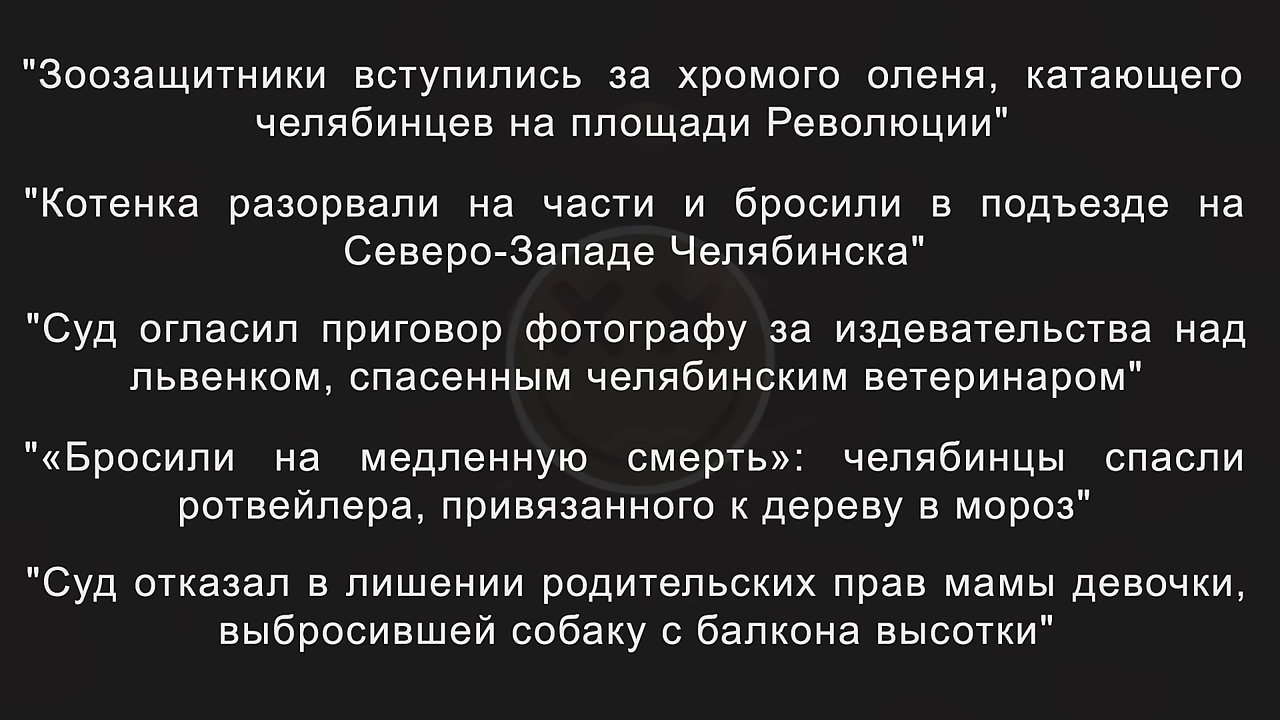 "Зоозащитники вступились за хромого оленя, катающего
челябинцев на площади Революции"
"Котенка разорвали на части и бросили в подъезде на
Северо-Западе Челябинска"
"Суд огласил приговор фотографу за издевательства над
львенком, спасенным челябинским ветеринаром"
"«Бросили на медленную смерть»: челябинцы спасли
ротвейлера, привязанного к дереву в мороз"
"Суд отказал в лишении родительских прав мамы девочки,
выбросившей собаку с балкона высотки"